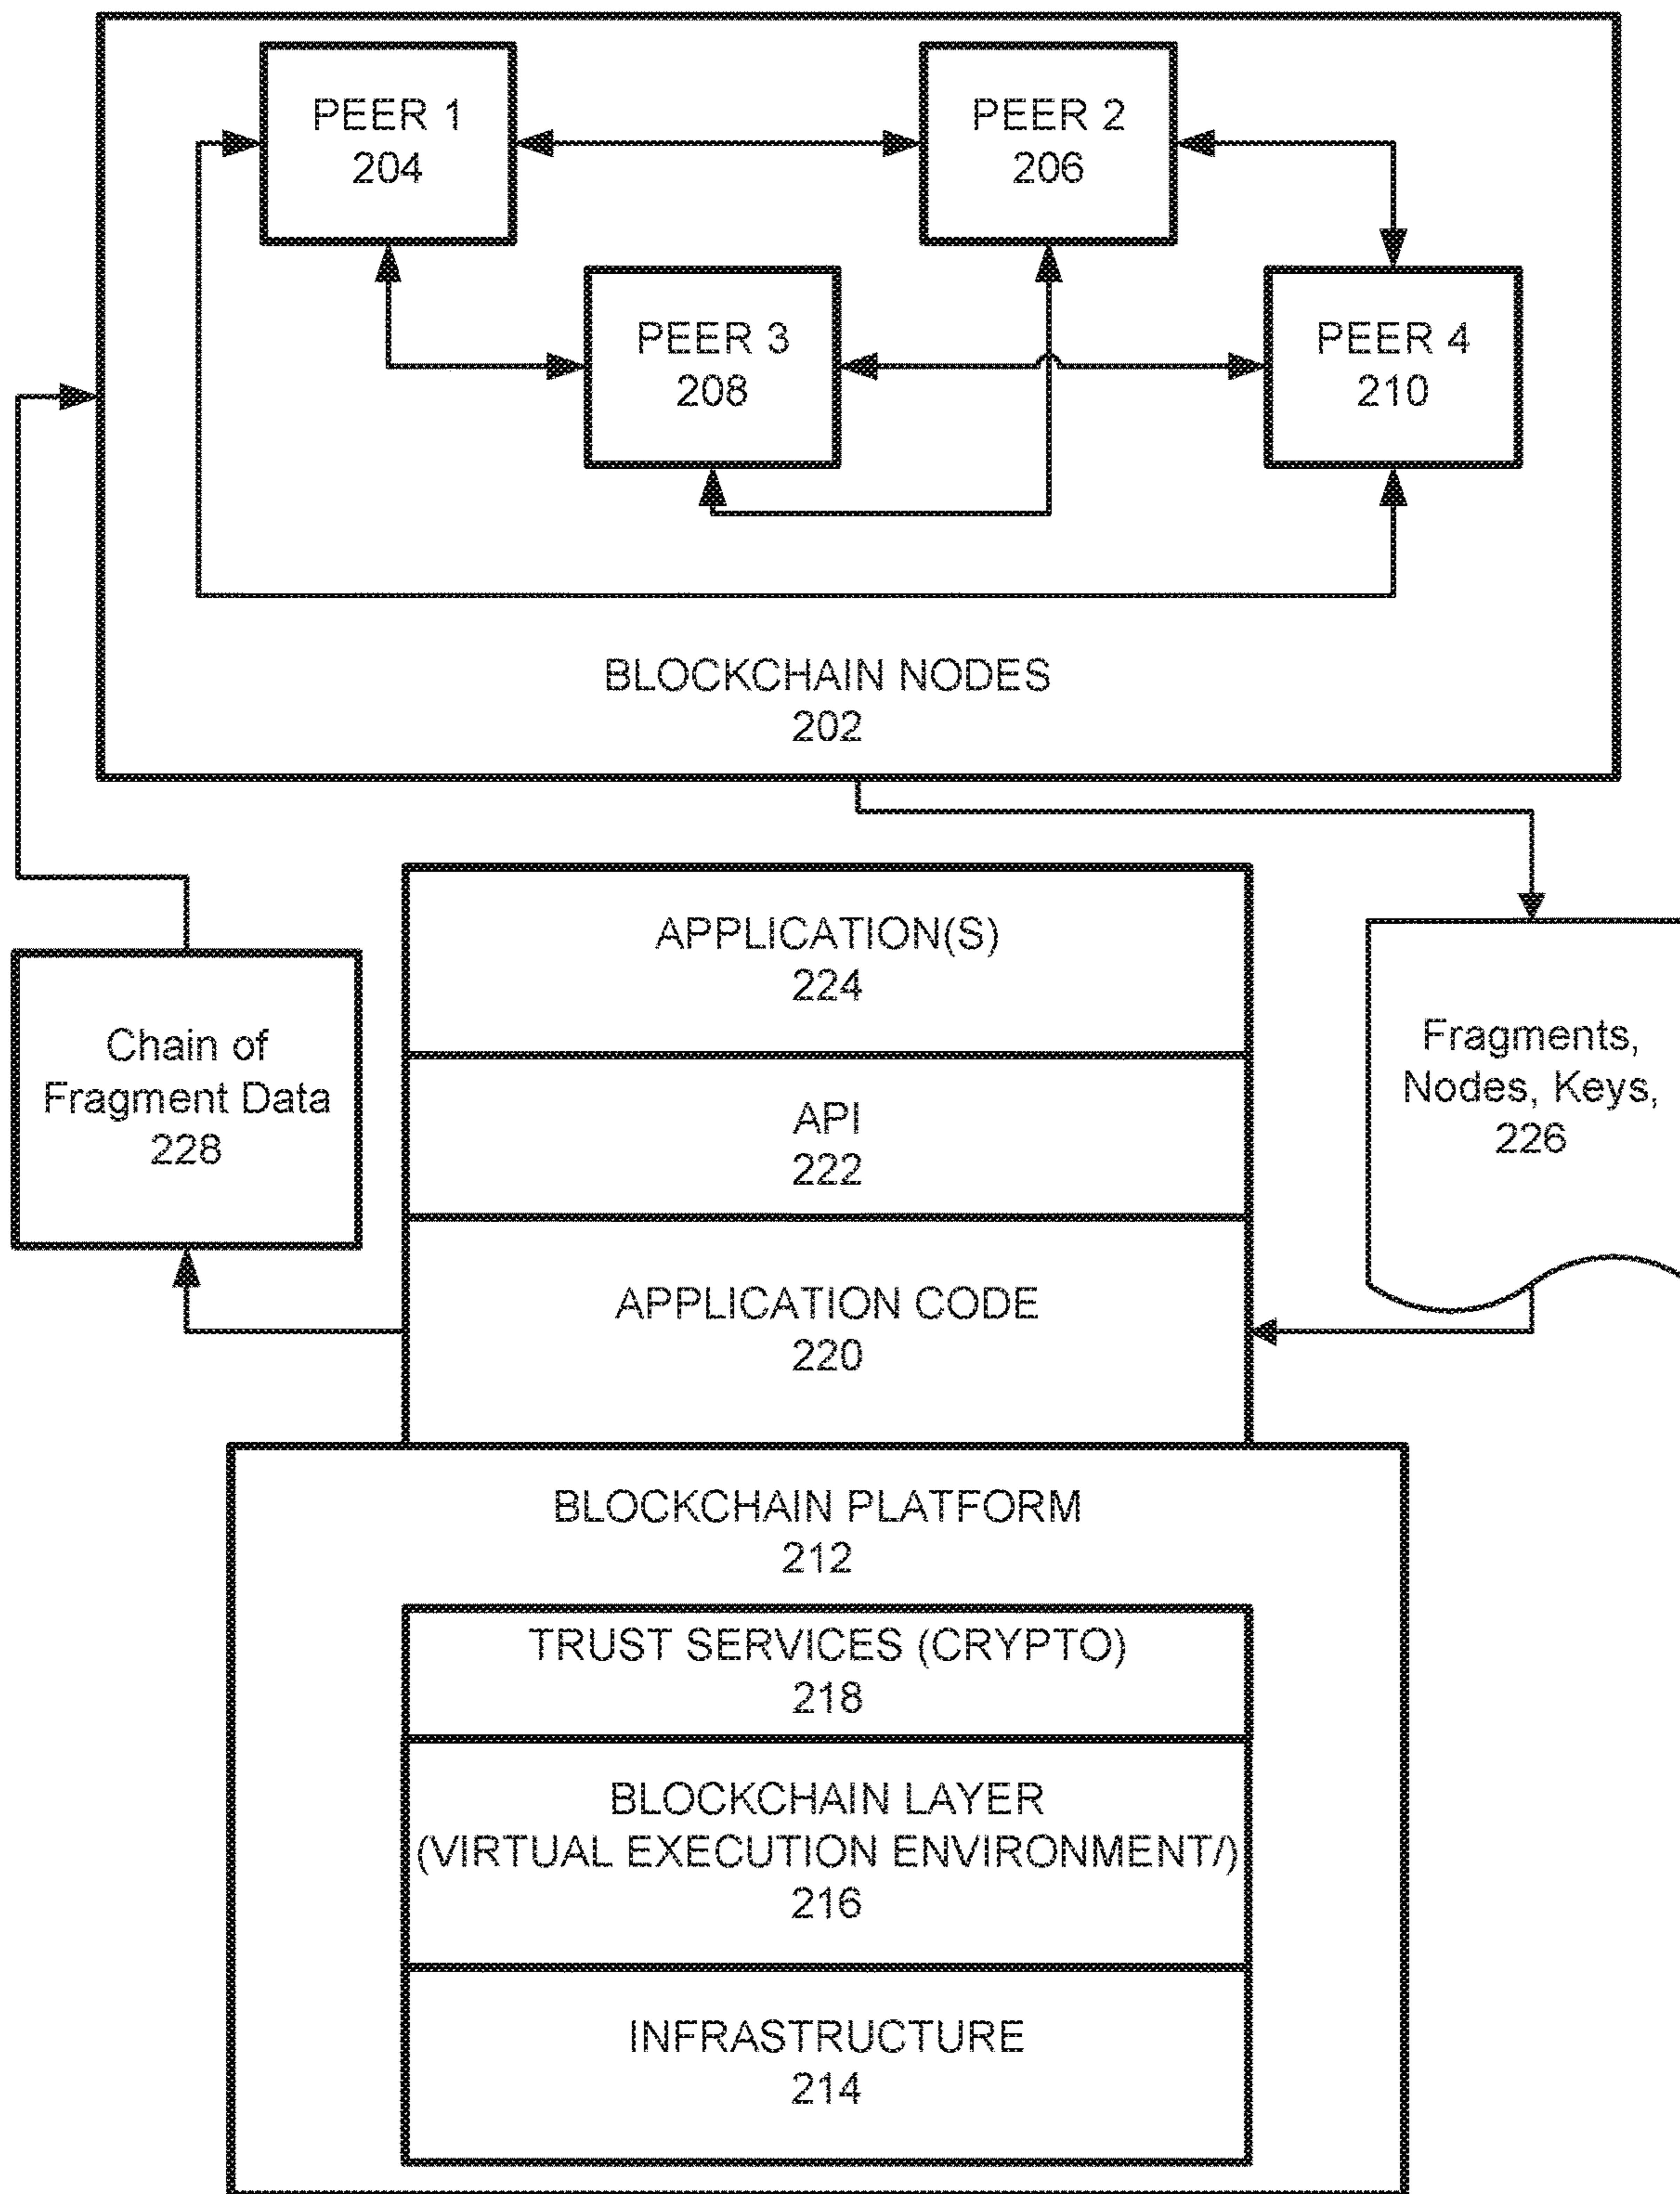 PEER 1
204
PEER 2
206
PEER 3
208
PEER 4
210
BLOCKCHAIN NODES
202
APPLICATION(S)
224
Chain of
Fragment Data
228
API
222
Fragments,
Nodes, Keys,
226
APPLICATION CODE
220
BLOCKCHAIN PLATFORM
212
TRUST SERVICES (CRYPTO)
218
BLOCKCHAIN LAYER
(VIRTUAL EXECUTION ENVIRONMENT/)
216
INFRASTRUCTURE
214